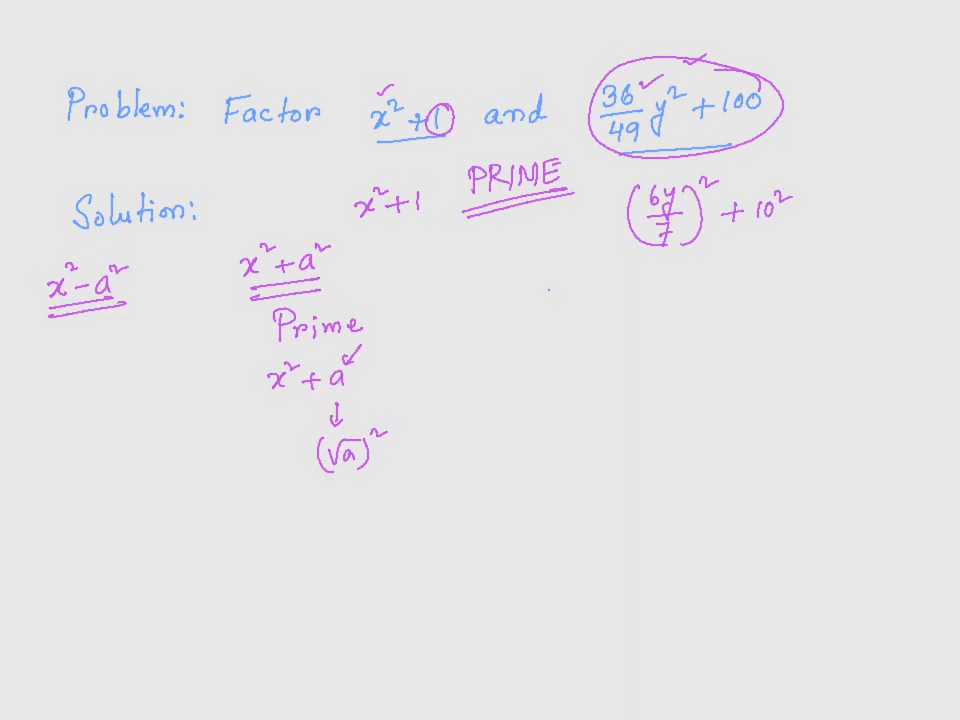 Problem: Factor x² + 1 and 36/49 y² + 100
Solution: x² + 1 PRIME (6y/7)² + 10²
x² - a² x² + a²
Prime
x² + a
↓
(√a)²